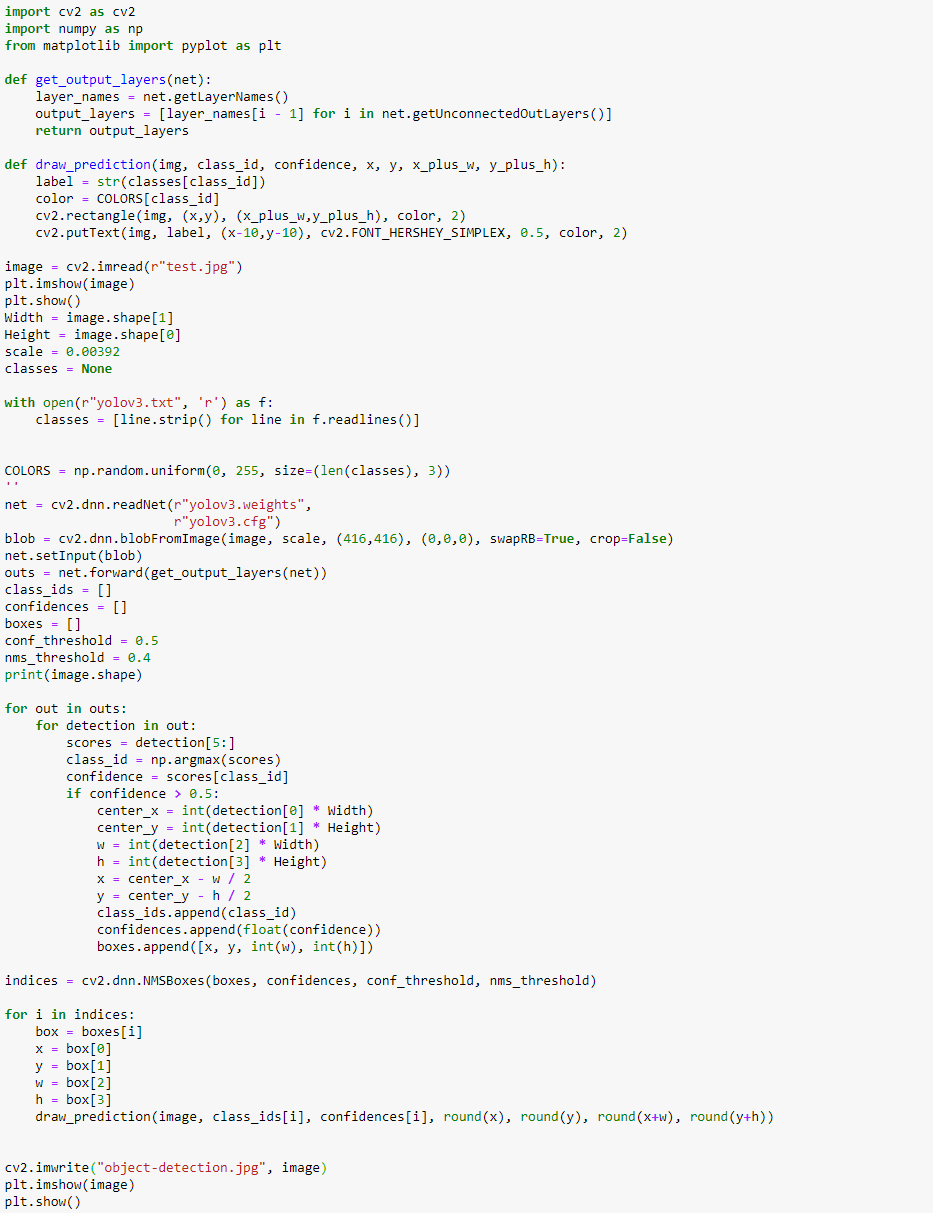 import cv2 as cv2
import numpy as np
from matplotlib import pyplot as plt

def get_output_layers(net):
    layer_names = net.getLayerNames()
    output_layers = [layer_names[i - 1] for i in net.getUnconnectedOutLayers()]
    return output_layers

def draw_prediction(img, class_id, confidence, x, y, x_plus_w, y_plus_h):
    label = str(classes[class_id])
    color = COLORS[class_id]
    cv2.rectangle(img, (x,y), (x_plus_w,y_plus_h), color, 2)
    cv2.putText(img, label, (x-10,y-10), cv2.FONT_HERSHEY_SIMPLEX, 0.5, color, 2)

image = cv2.imread(r"test.jpg")
plt.imshow(image)
plt.show()
Width = image.shape[1]
Height = image.shape[0]
scale = 0.00392
classes = None

with open(r"yolov3.txt", 'r') as f:
    classes = [line.strip() for line in f.readlines()]


COLORS = np.random.uniform(0, 255, size=(len(classes), 3))
''
net = cv2.dnn.readNet(r"yolov3.weights",
                      r"yolov3.cfg")
blob = cv2.dnn.blobFromImage(image, scale, (416,416), (0,0,0), swapRB=True, crop=False)
net.setInput(blob)
outs = net.forward(get_output_layers(net))
class_ids = []
confidences = []
boxes = []
conf_threshold = 0.5
nms_threshold = 0.4
print(image.shape)

for out in outs:
    for detection in out:
        scores = detection[5:]
        class_id = np.argmax(scores)
        confidence = scores[class_id]
        if confidence > 0.5:
            center_x = int(detection[0] * Width)
            center_y = int(detection[1] * Height)
            w = int(detection[2] * Width)
            h = int(detection[3] * Height)
            x = center_x - w / 2
            y = center_y - h / 2
            class_ids.append(class_id)
            confidences.append(float(confidence))
            boxes.append([x, y, int(w), int(h)])

indices = cv2.dnn.NMSBoxes(boxes, confidences, conf_threshold, nms_threshold)

for i in indices:
    box = boxes[i]
    x = box[0]
    y = box[1]
    w = box[2]
    h = box[3]
    draw_prediction(image, class_ids[i], confidences[i], round(x), round(y), round(x+w), round(y+h))


cv2.imwrite("object-detection.jpg", image)
plt.imshow(image)
plt.show()